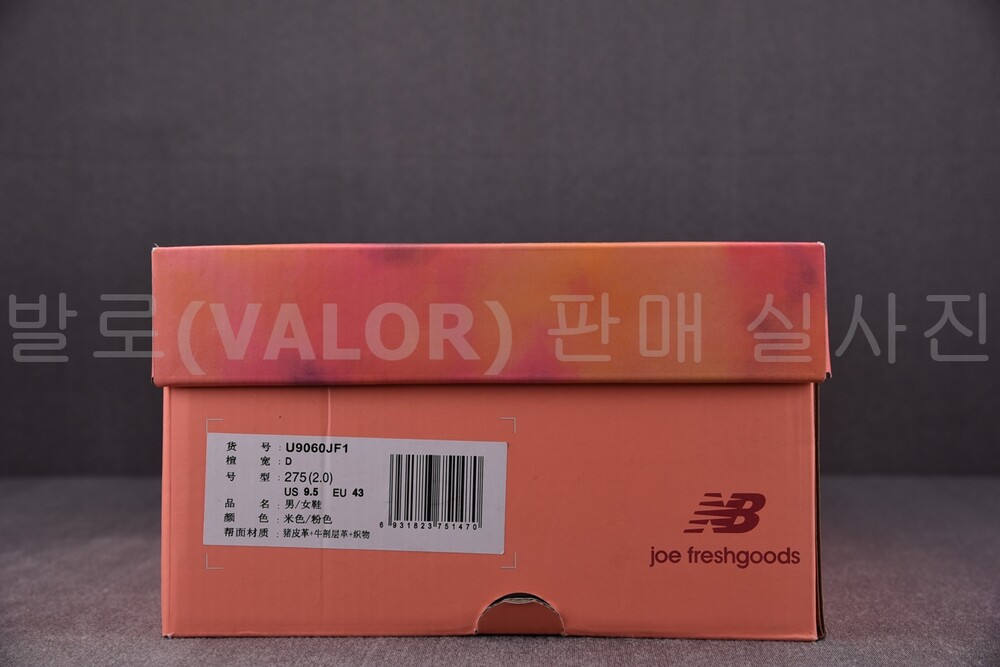 발로(VALOR) 판매 실사진
货 号 : U9060JF1
楦 宽 : D
号 型 : 275(2.0)
US 9.5 EU 43
品 名 : 男/女鞋
颜 色 : 米色/粉色
帮面材质 : 猪皮革+牛剖层革+织物
6 931823 751470
NB
joe freshgoods